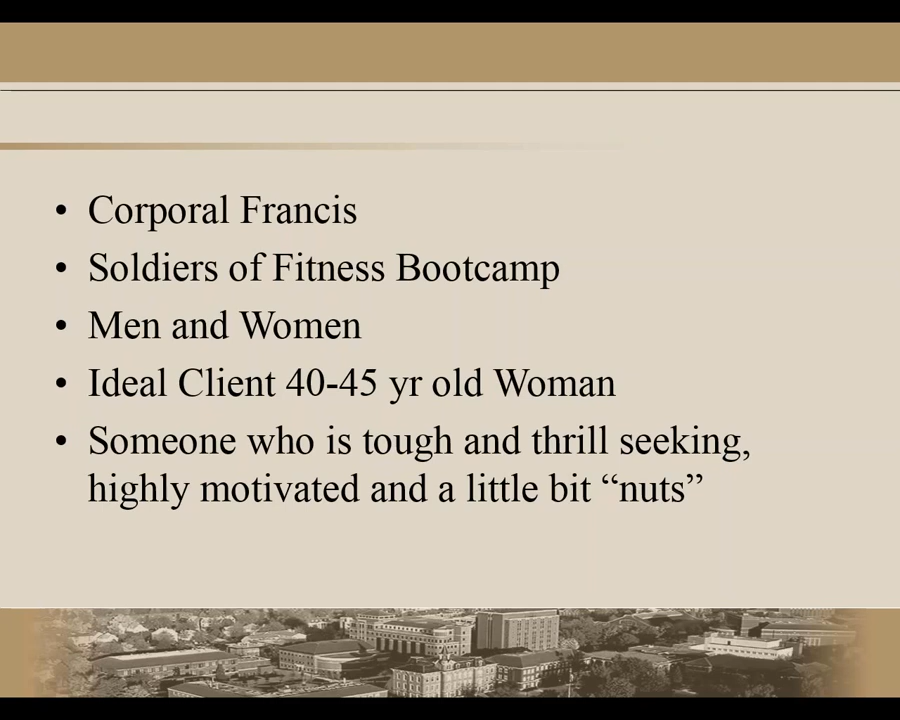 • Corporal Francis
• Soldiers of Fitness Bootcamp
• Men and Women
• Ideal Client 40-45 yr old Woman
• Someone who is tough and thrill seeking,
highly motivated and a little bit “nuts”